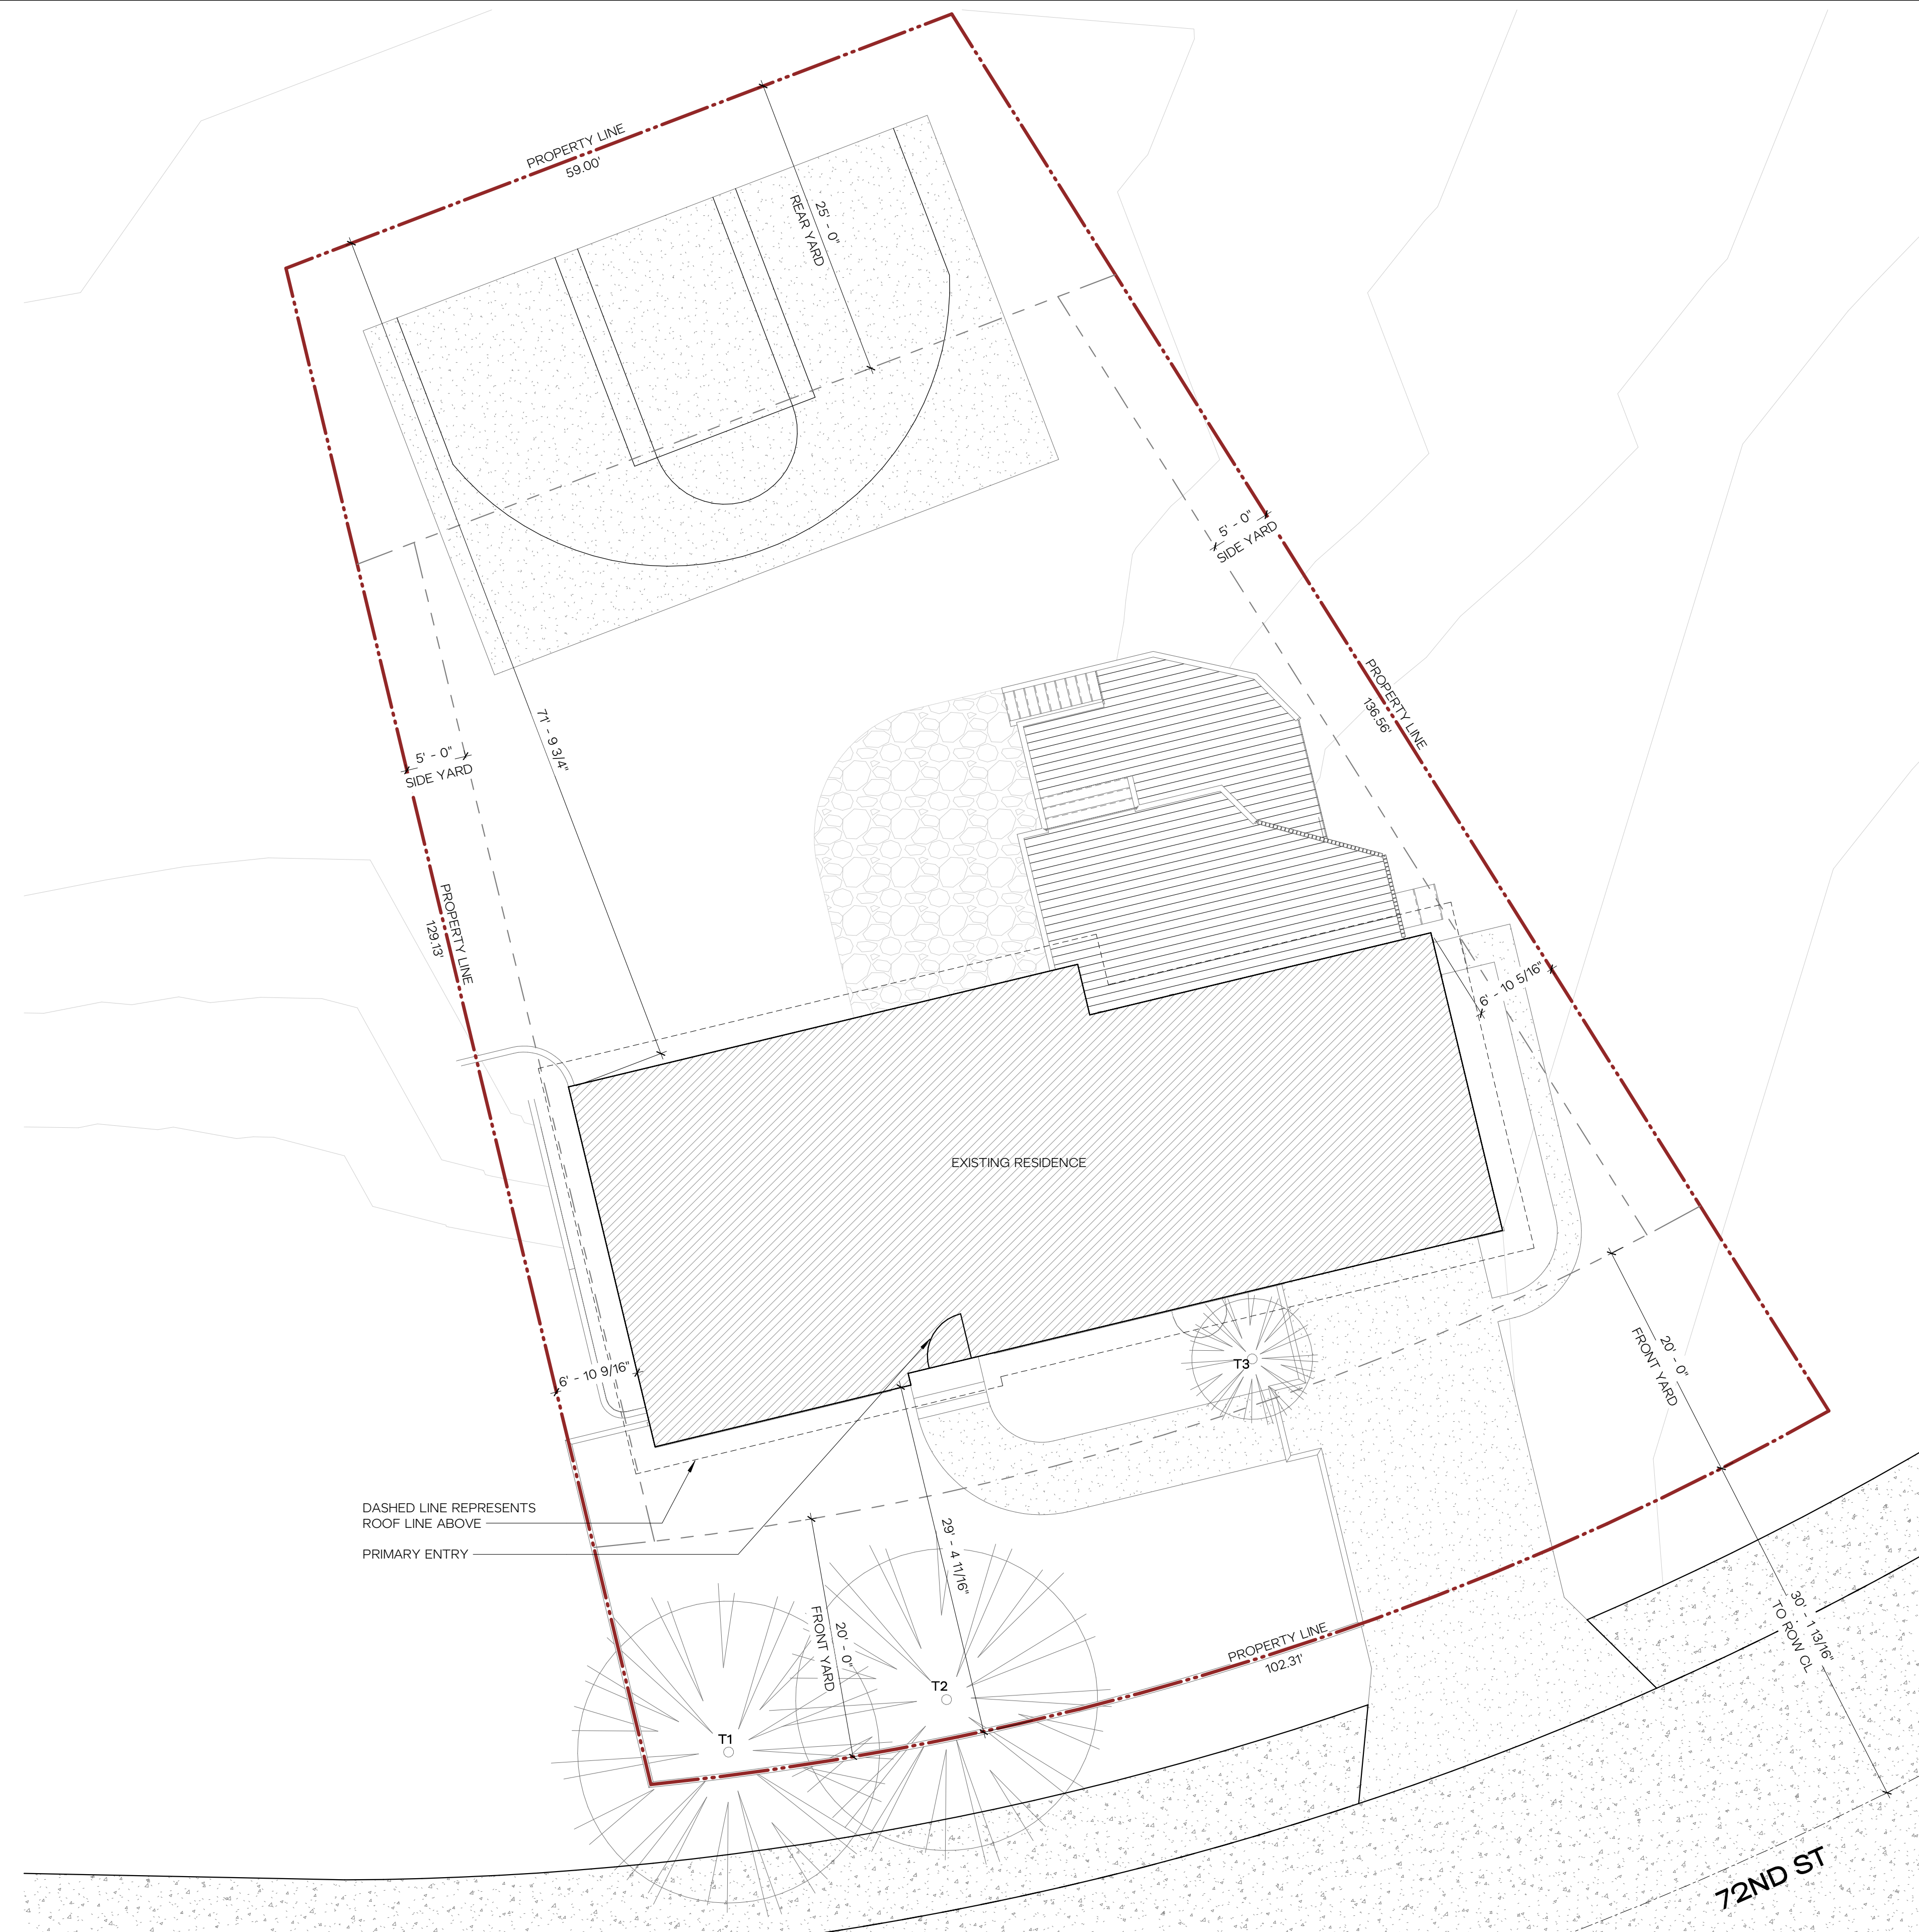 PROPERTY LINE
59.00'
25' - 0"
REAR YARD
5' - 0"
SIDE YARD
PROPERTY LINE
136.56'
71' - 9 3/4"
5' - 0"
SIDE YARD
PROPERTY LINE
129.13'
6' - 10 5/16"
EXISTING RESIDENCE
6' - 10 9/16"
T3
20' - 0"
FRONT YARD
DASHED LINE REPRESENTS
ROOF LINE ABOVE
PRIMARY ENTRY
29' - 4 11/16"
20' - 0"
FRONT YARD
T2
T1
PROPERTY LINE
102.31'
30' - 1 13/16"
TO ROW CL
72ND ST